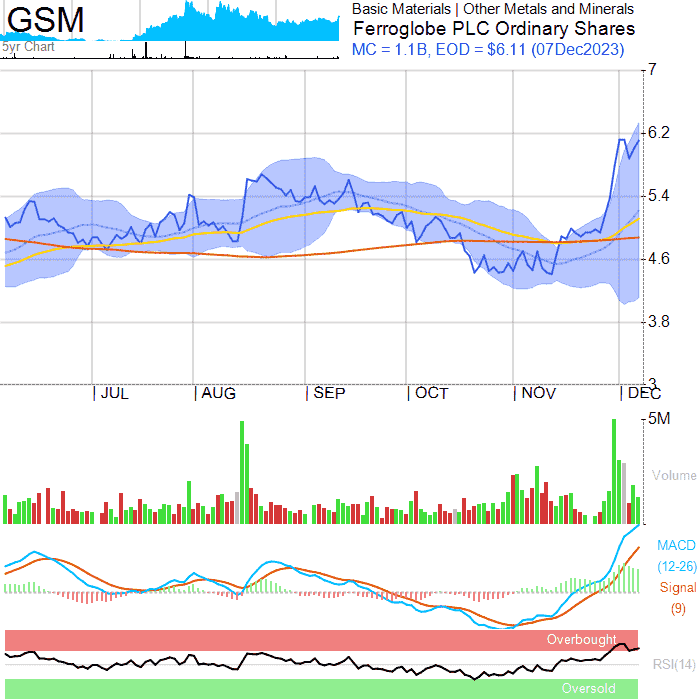 GSM
5yr Chart
Basic Materials | Other Metals and Minerals
Ferroglobe PLC Ordinary Shares
MC = 1.1B, EOD = $6.11 (07Dec2023)
7
6.2
5.4
4.6
3.8
3
JUL AUG SEP OCT NOV DEC
5M
Volume
MACD
(12-26)
Signal
(9)
Overbought
RSI(14)
Oversold